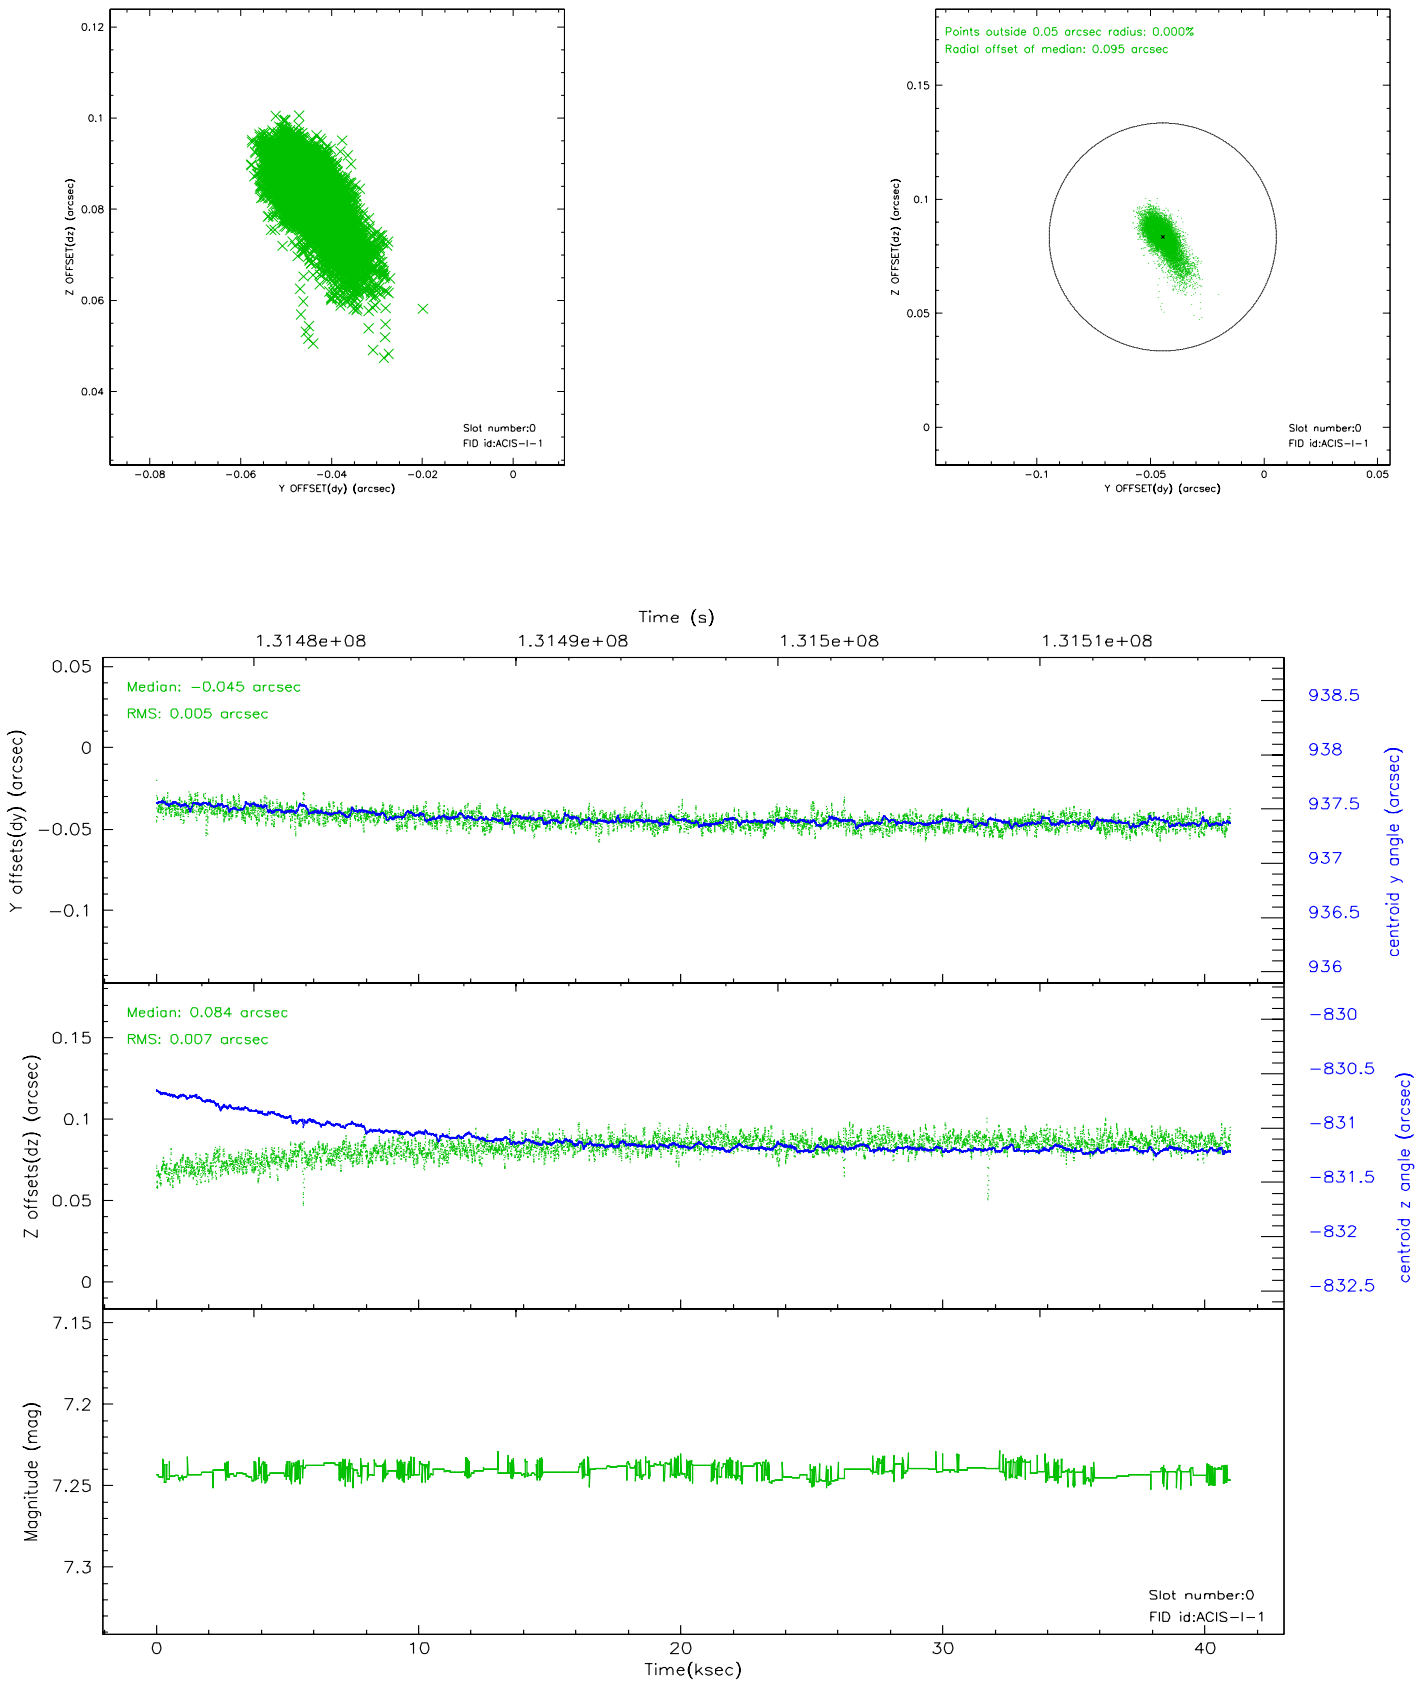 0.12
0.1
0.08
0.06
0.04
Z OFFSET(dz) (arcsec)
Slot number:0
FID id:ACIS-I-1
-0.08 -0.06 -0.04 -0.02 0
Y OFFSET(dy) (arcsec)
Points outside 0.05 arcsec radius: 0.000%
Radial offset of median: 0.095 arcsec
0.15
0.1
0.05
0
Z OFFSET(dz) (arcsec)
Slot number:0
FID id:ACIS-I-1
-0.1 -0.05 0 0.05
Y OFFSET(dy) (arcsec)
Time (s)
1.3148e+08 1.3149e+08 1.315e+08 1.3151e+08
Median: -0.045 arcsec
RMS: 0.005 arcsec
0.05
0
-0.05
-0.1
Y offsets(dy) (arcsec)
938.5
938
937.5
937
936.5
936
centroid y angle (arcsec)
Median: 0.084 arcsec
RMS: 0.007 arcsec
0.15
0.1
0.05
0
Z offsets(dz) (arcsec)
-830
-830.5
-831
-831.5
-832
-832.5
centroid z angle (arcsec)
7.15
7.2
7.25
7.3
Magnitude (mag)
Slot number:0
FID id:ACIS-I-1
0 10 20 30 40
Time(ksec)